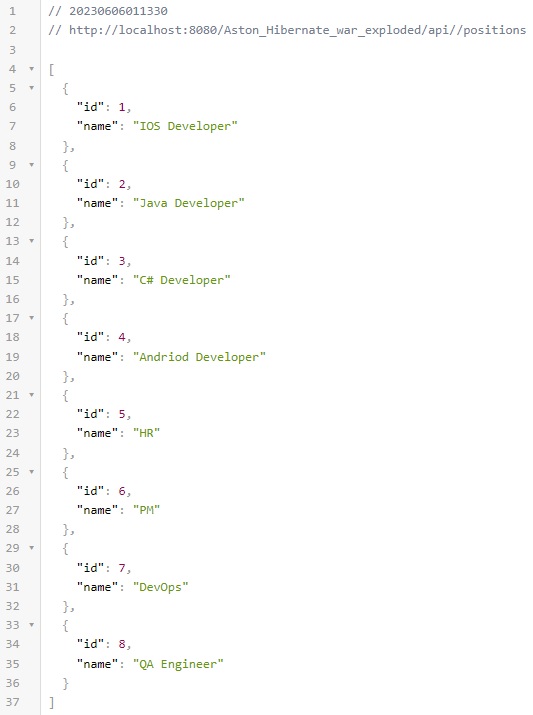 1 // 20230606011330
2 // http://localhost:8080/Aston_Hibernate_war_exploded/api//positions
3
4 [
5 {
6 "id": 1,
7 "name": "IOS Developer"
8 },
9 {
10 "id": 2,
11 "name": "Java Developer"
12 },
13 {
14 "id": 3,
15 "name": "C# Developer"
16 },
17 {
18 "id": 4,
19 "name": "Andriod Developer"
20 },
21 {
22 "id": 5,
23 "name": "HR"
24 },
25 {
26 "id": 6,
27 "name": "PM"
28 },
29 {
30 "id": 7,
31 "name": "DevOps"
32 },
33 {
34 "id": 8,
35 "name": "QA Engineer"
36 }
37 ]